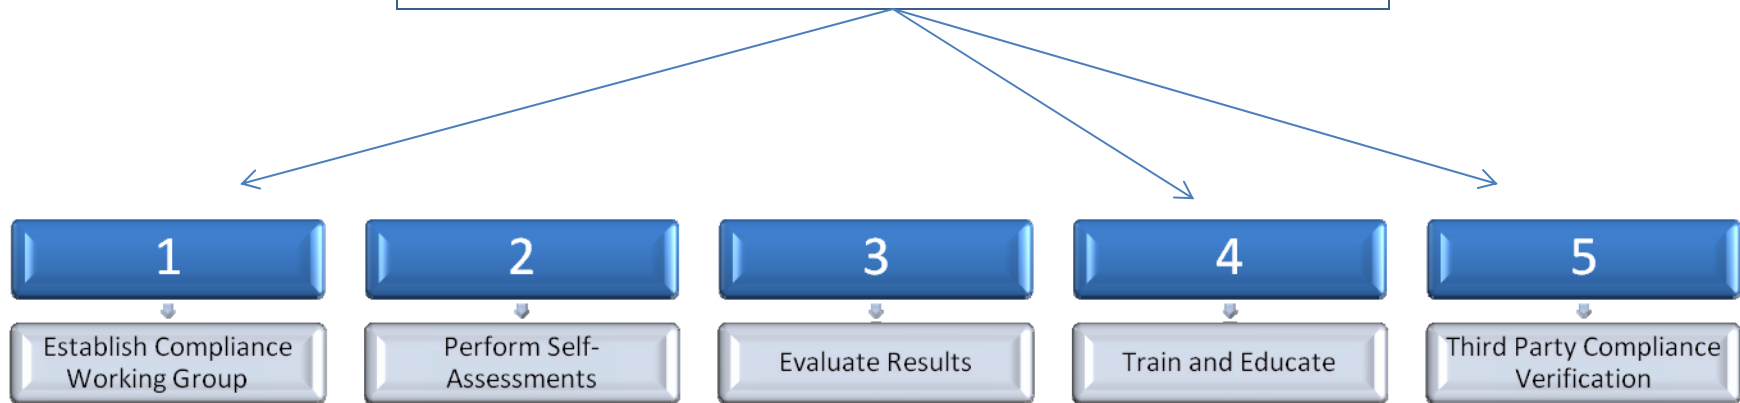 1
2
3
4
5
Establish Compliance
Working Group
Perform Self-
Assessments
Evaluate Results
Train and Educate
Third Party Compliance
Verification